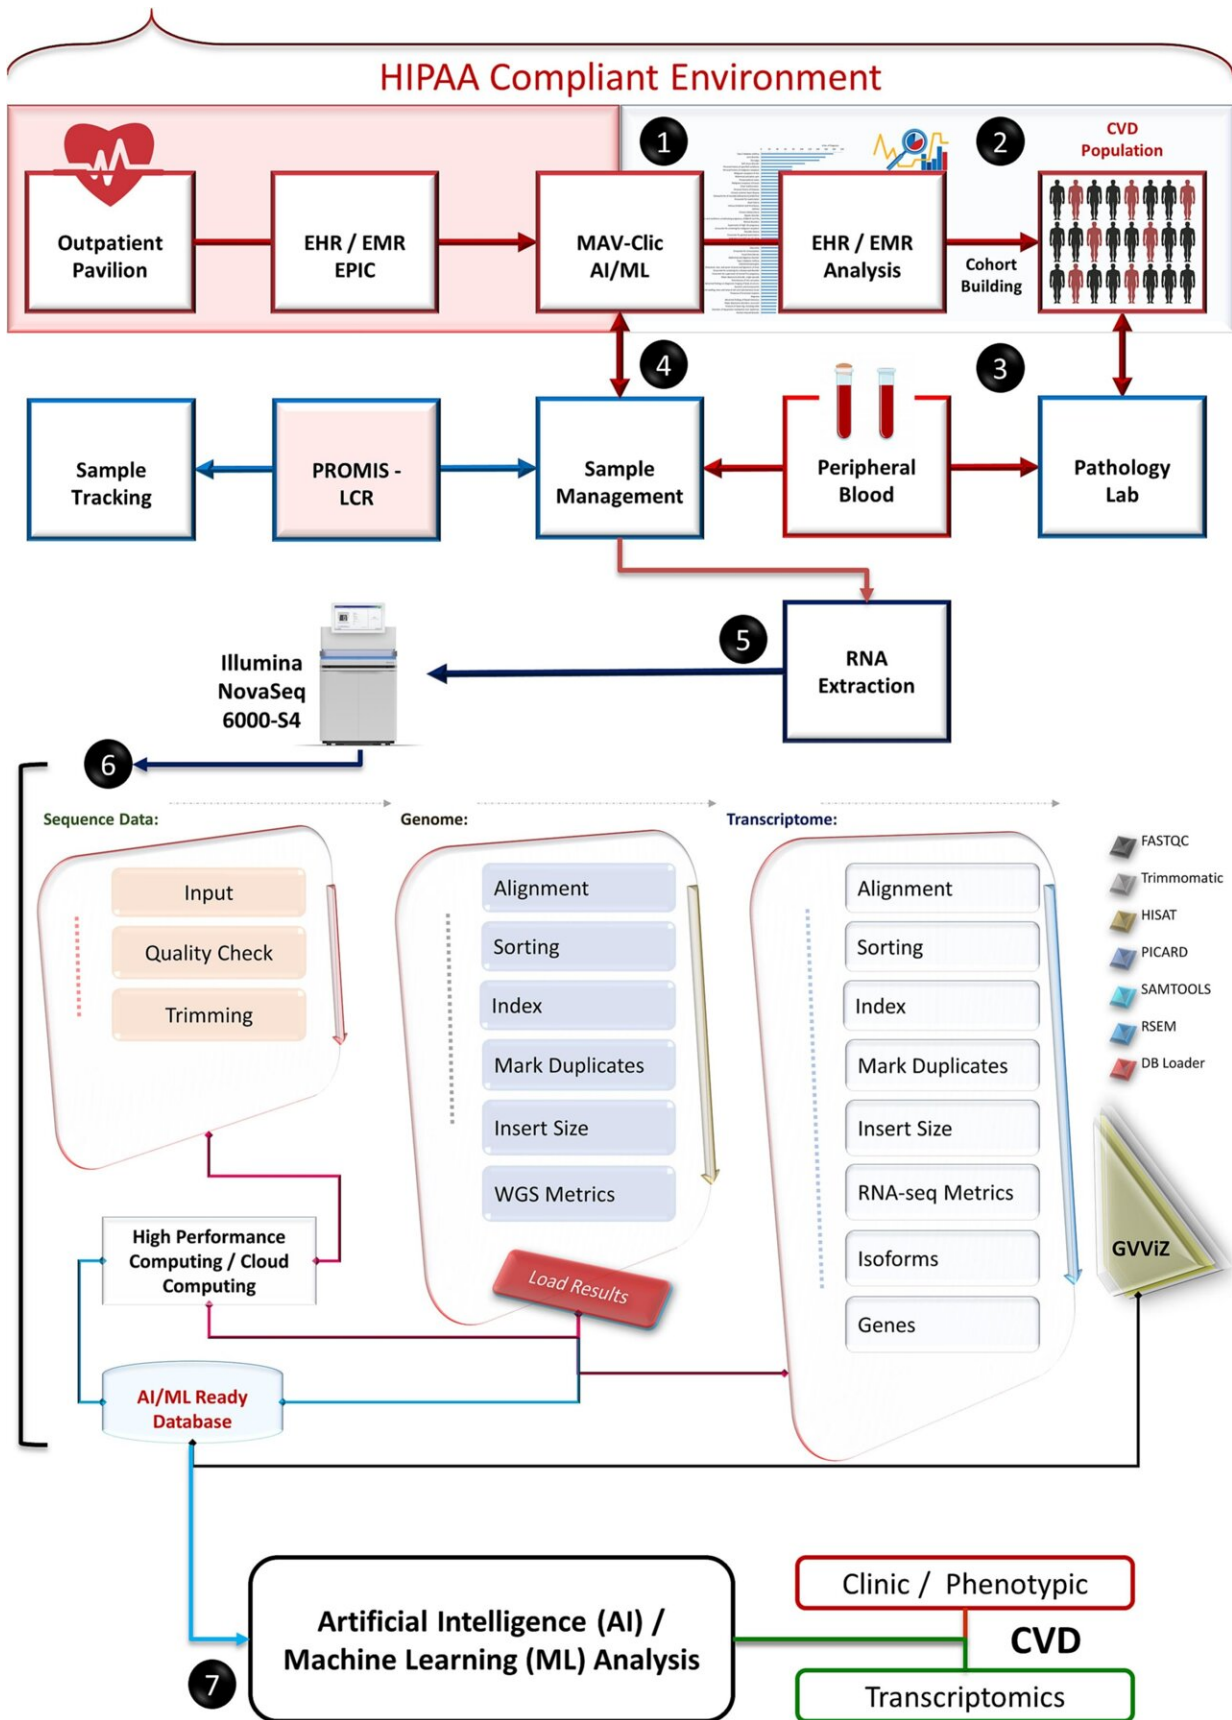 HIPAA Compliant Environment
1
2
CVD
Population
Outpatient
Pavilion
EHR / EMR
EPIC
MAV-Clic
AI/ML
EHR / EMR
Analysis
Cohort
Building
4
3
Sample
Tracking
PROMIS -
LCR
Sample
Management
Peripheral
Blood
Pathology
Lab
5
RNA
Extraction
Illumina
NovaSeq
6000-S4
6
Sequence Data:
Genome:
Transcriptome:
Input
Quality Check
Trimming
Alignment
Sorting
Index
Mark Duplicates
Insert Size
WGS Metrics
Load Results
Alignment
Sorting
Index
Mark Duplicates
Insert Size
RNA-seq Metrics
Isoforms
Genes
FASTQC
Trimmomatic
HISAT
PICARD
SAMTOOLS
RSEM
DB Loader
GVViZ
High Performance
Computing / Cloud
Computing
AI/ML Ready
Database
7
Artificial Intelligence (AI) /
Machine Learning (ML) Analysis
Clinic / Phenotypic
CVD
Transcriptomics